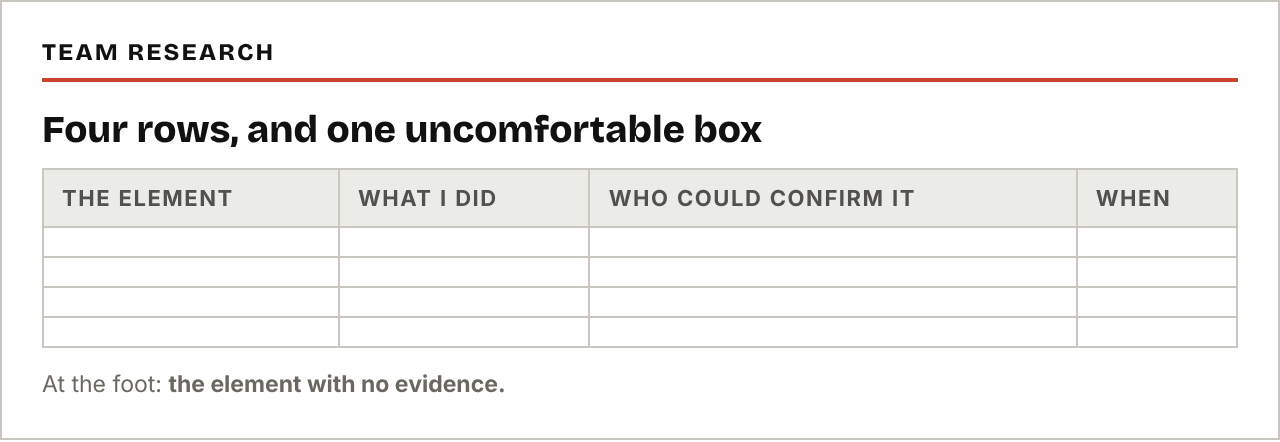 TEAM RESEARCH
Four rows, and one uncomfortable box
THE ELEMENT WHAT I DID WHO COULD CONFIRM IT WHEN
At the foot: the element with no evidence.